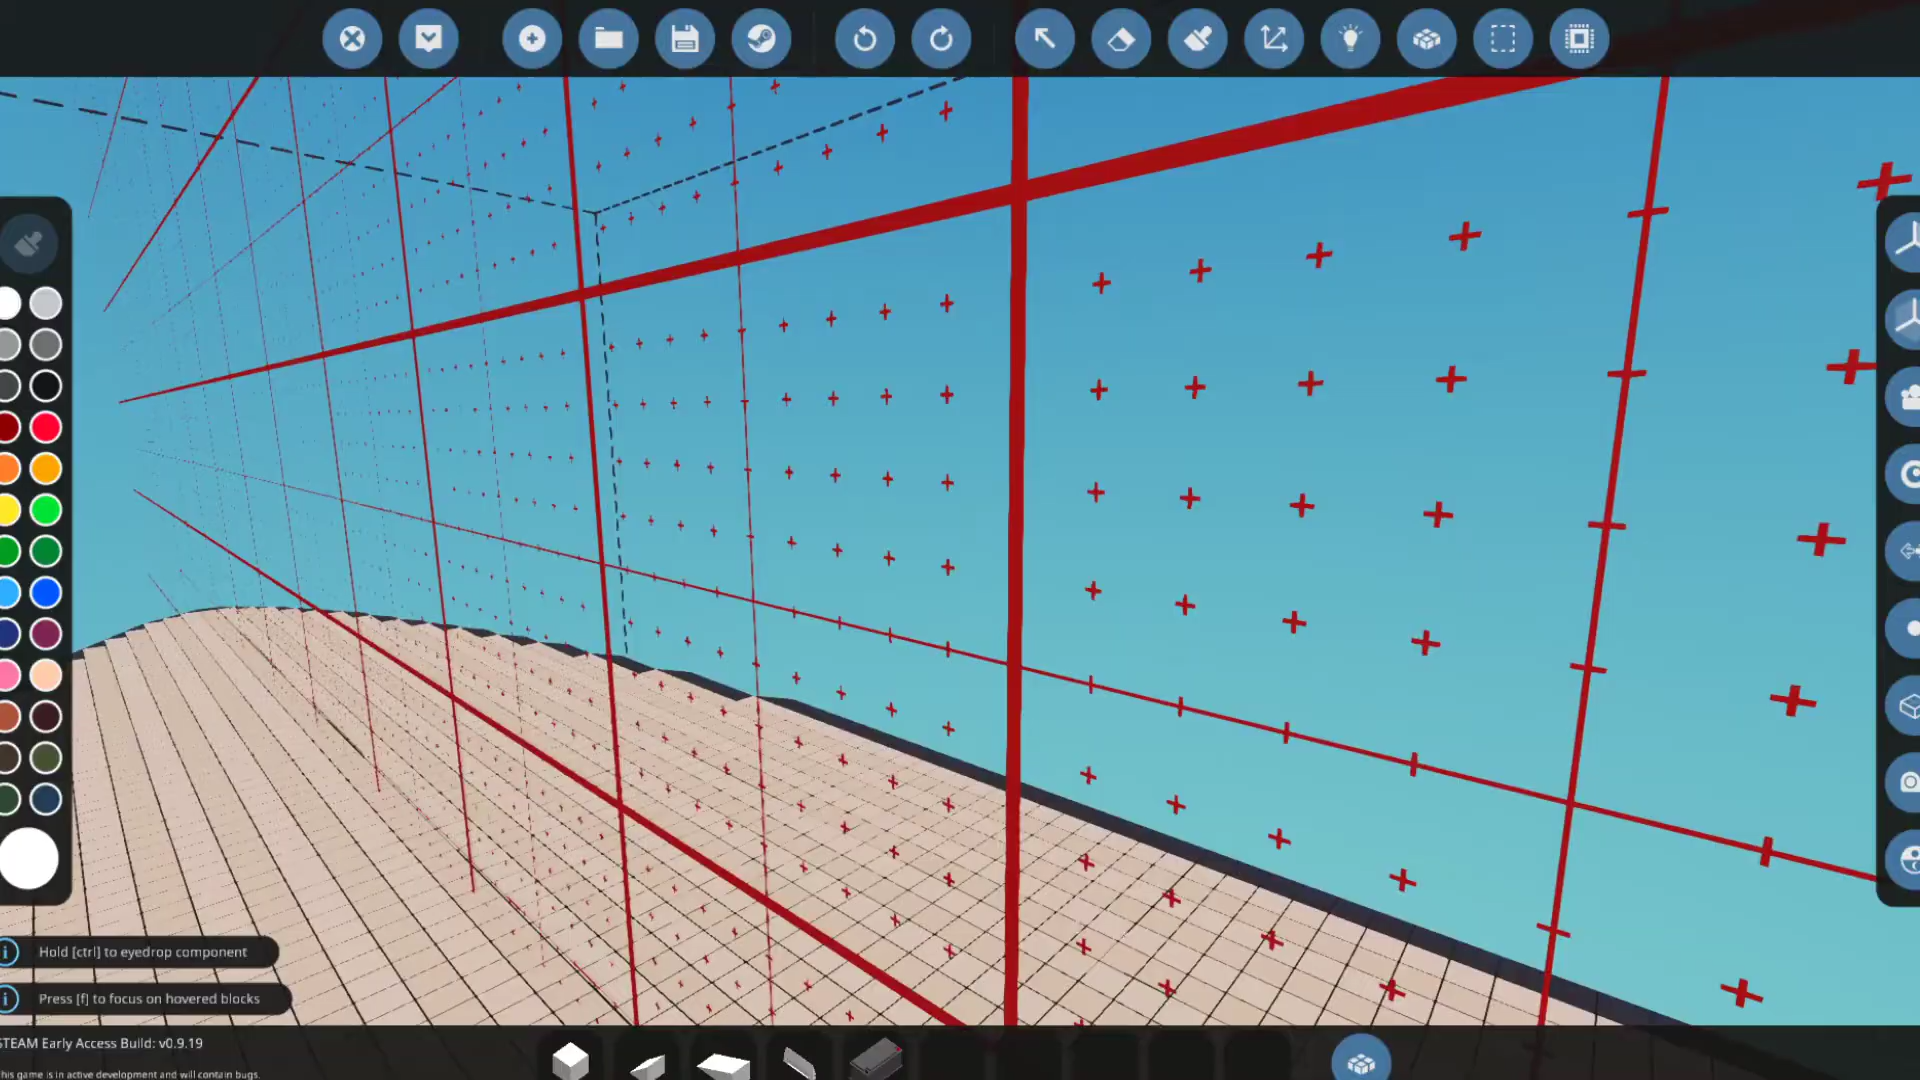 Hold [ctrl] to eyedrop component
Press [f] to focus on hovered blocks
STEAM Early Access Build: v0.9.19
his game is in active development and will contain bugs.